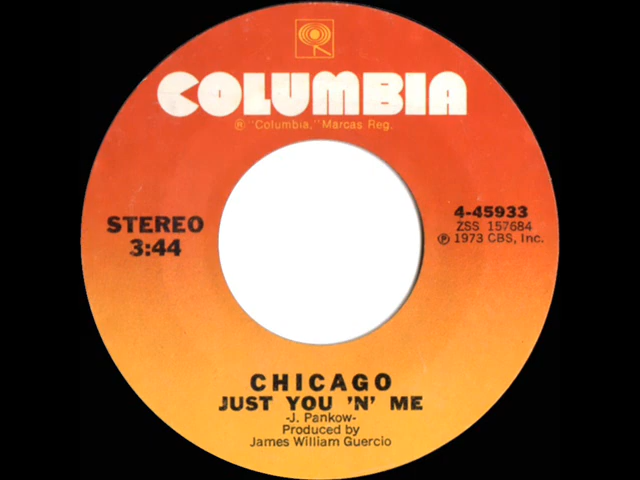 COLUMBIA
® "Columbia," Marcas Reg.
STEREO
3:44
4-45933
ZSS 157684
℗ 1973 CBS, Inc.
CHICAGO
JUST YOU 'N' ME
-J. Pankow-
Produced by
James William Guercio